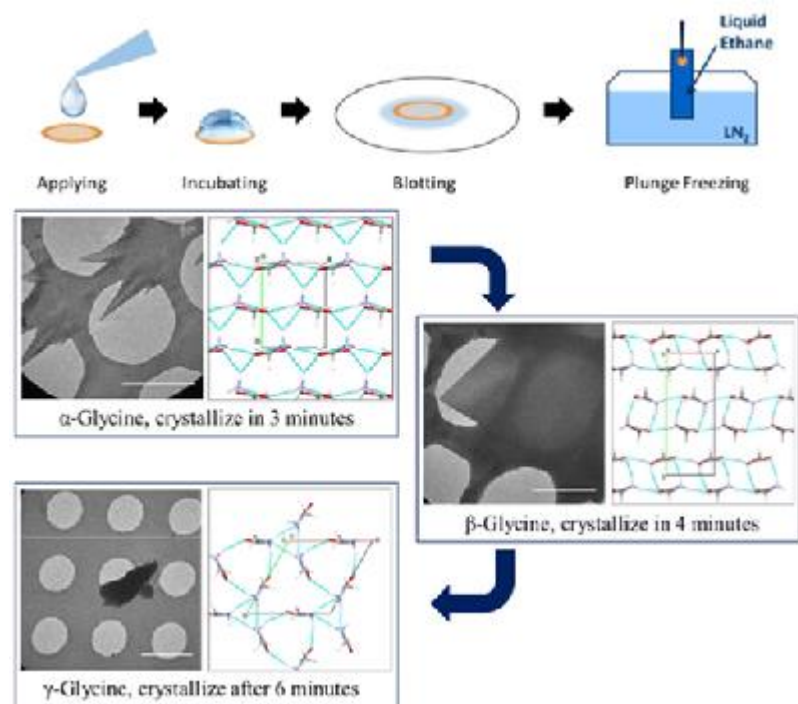 Liquid
Ethane
LN2
Applying
Incubating
Blotting
Plunge Freezing
α-Glycine, crystallize in 3 minutes
β-Glycine, crystallize in 4 minutes
γ-Glycine, crystallize after 6 minutes